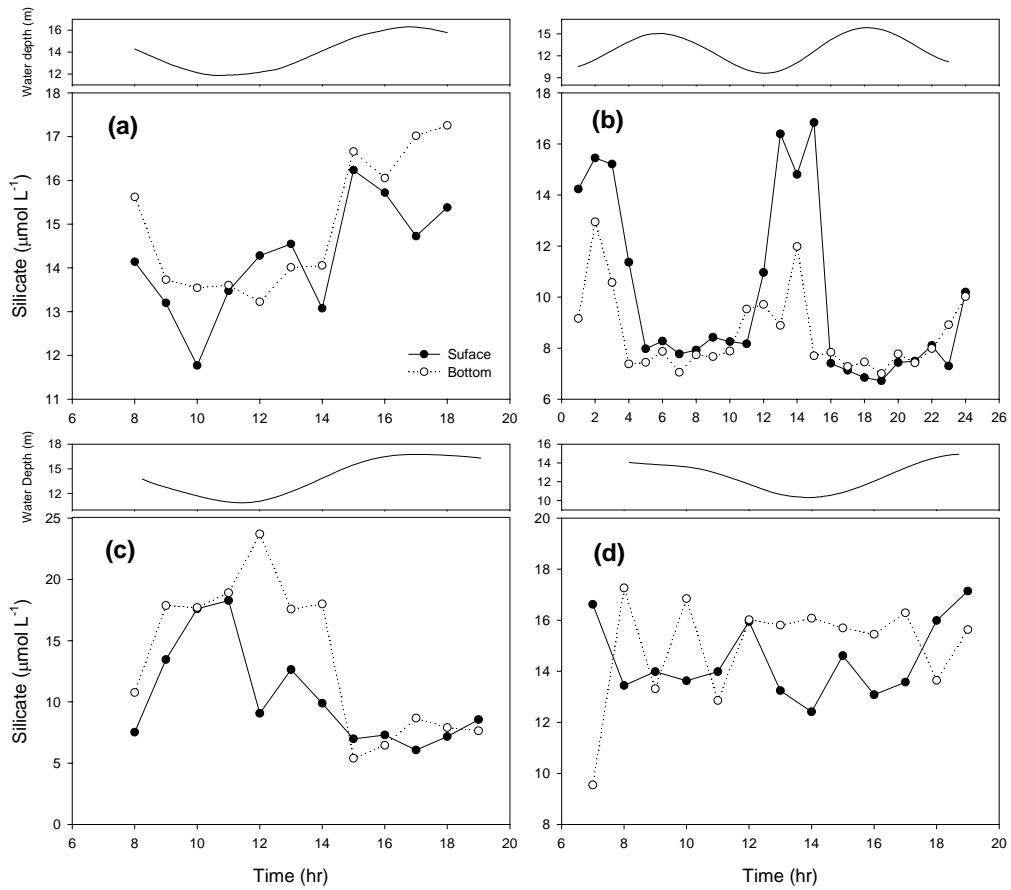 Water depth (m)
16
14
12
15
12
9
Silicate (µmol L-1)
18
17
16
15
14
13
12
11
(a)
Suface
Bottom
6 8 10 12 14 16 18 20
18
16
14
12
10
8
6
(b)
0 2 4 6 8 10 12 14 16 18 20 22 24 26
Water Depth (m)
18
15
12
16
14
12
10
Silicate (µmol L-1)
25
20
15
10
5
0
(c)
6 8 10 12 14 16 18 20
Time (hr)
20
18
16
14
12
10
8
(d)
6 8 10 12 14 16 18 20
Time (hr)